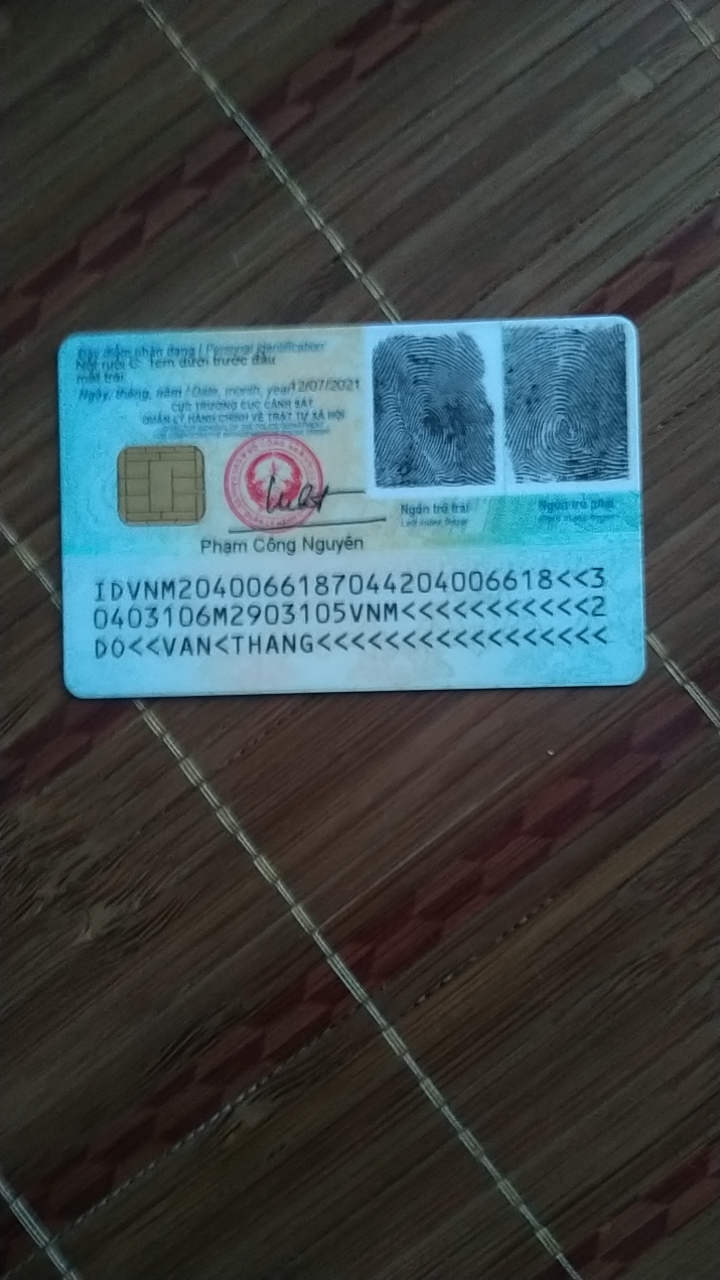 Đặc điểm nhận dạng / Personal identification:
Nốt ruồi C: 1cm dưới trước đầu
mắt trái
Ngày, tháng, năm / Date, month, year 12/07/2021
CỤC TRƯỞNG CỤC CẢNH SÁT
QUẢN LÝ HÀNH CHÍNH VỀ TRẬT TỰ XÃ HỘI
Ngón trỏ trái
Left index finger
Ngón trỏ phải
Right index finger
Phạm Công Nguyên
IDVNM2040066187044204006618<<3
0403106M2903105VNM<<<<<<<<<<<2
DO<<VAN<THANG<<<<<<<<<<<<<<<<<